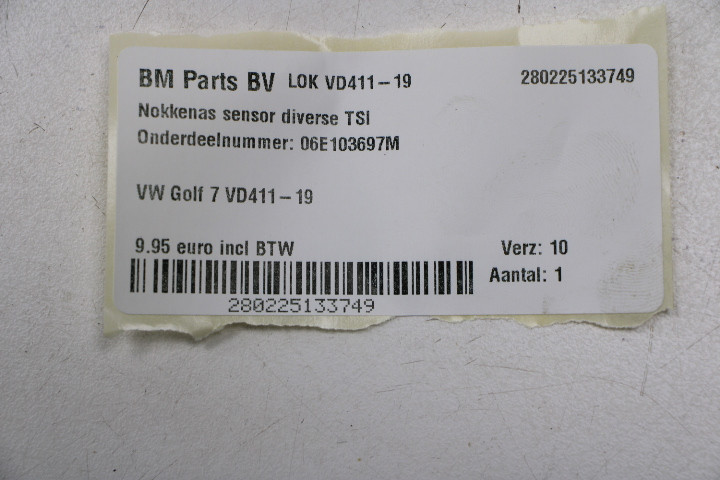 BM Parts BV LOK VD411-19 280225133749
Nokkenas sensor diverse TSI
Onderdeelnummer: 06E103697M
VW Golf 7 VD411-19
9.95 euro incl BTW Verz: 10
Aantal: 1
280225133749